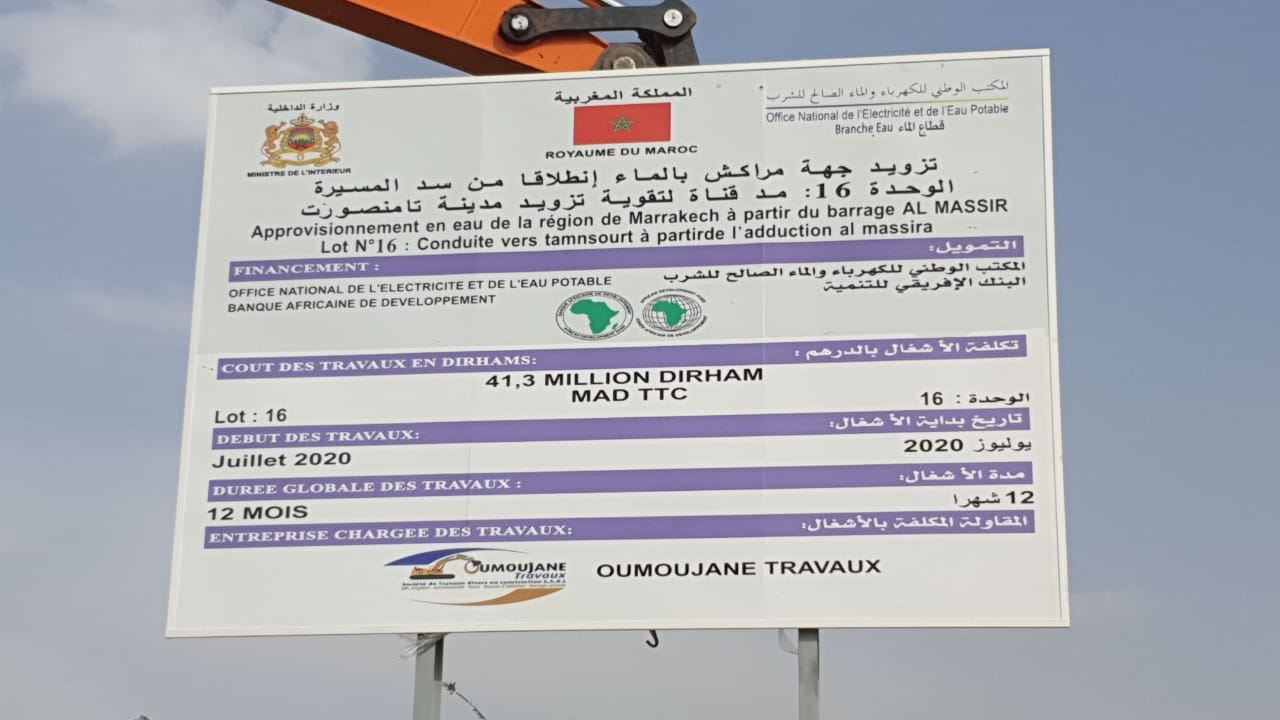 وزارة الداخلية
MINISTRE DE L'INTERIEUR
المملكة المغربية
ROYAUME DU MAROC
المكتب الوطني للكهرباء والماء الصالح للشرب
Office National de l'Electricité et de l'Eau Potable
Branche Eau قطاع الماء
تزويد جهة مراكش بالماء إنطلاقا من سد المسيرة
الوحدة 16: مد قناة لتقوية تزويد مدينة تامنصورت
Approvisionnement en eau de la région de Marrakech à partir du barrage AL MASSIR
Lot N°16 : Conduite vers tamnsourt à partirde l'adduction al massira
FINANCEMENT : التمويل:
OFFICE NATIONAL DE L'ELECTRICITE ET DE L'EAU POTABLE
BANQUE AFRICAINE DE DEVELOPPEMENT
المكتب الوطني للكهرباء والماء الصالح للشرب
البنك الإفريقي للتنمية
COUT DES TRAVAUX EN DIRHAMS: تكلفة الأشغال بالدرهم :
41,3 MILLION DIRHAM
MAD TTC
Lot : 16 الوحدة : 16
DEBUT DES TRAVAUX: تاريخ بداية الأشغال:
Juillet 2020 يوليوز 2020
DUREE GLOBALE DES TRAVAUX : مدة الأشغال:
12 MOIS 12 شهرا
ENTREPRISE CHARGEE DES TRAVAUX: المقاولة المكلفة بالأشغال:
OUMOUJANE
Travaux
Société de Travaux divers en construction S.A.R.L
OUMOUJANE TRAVAUX